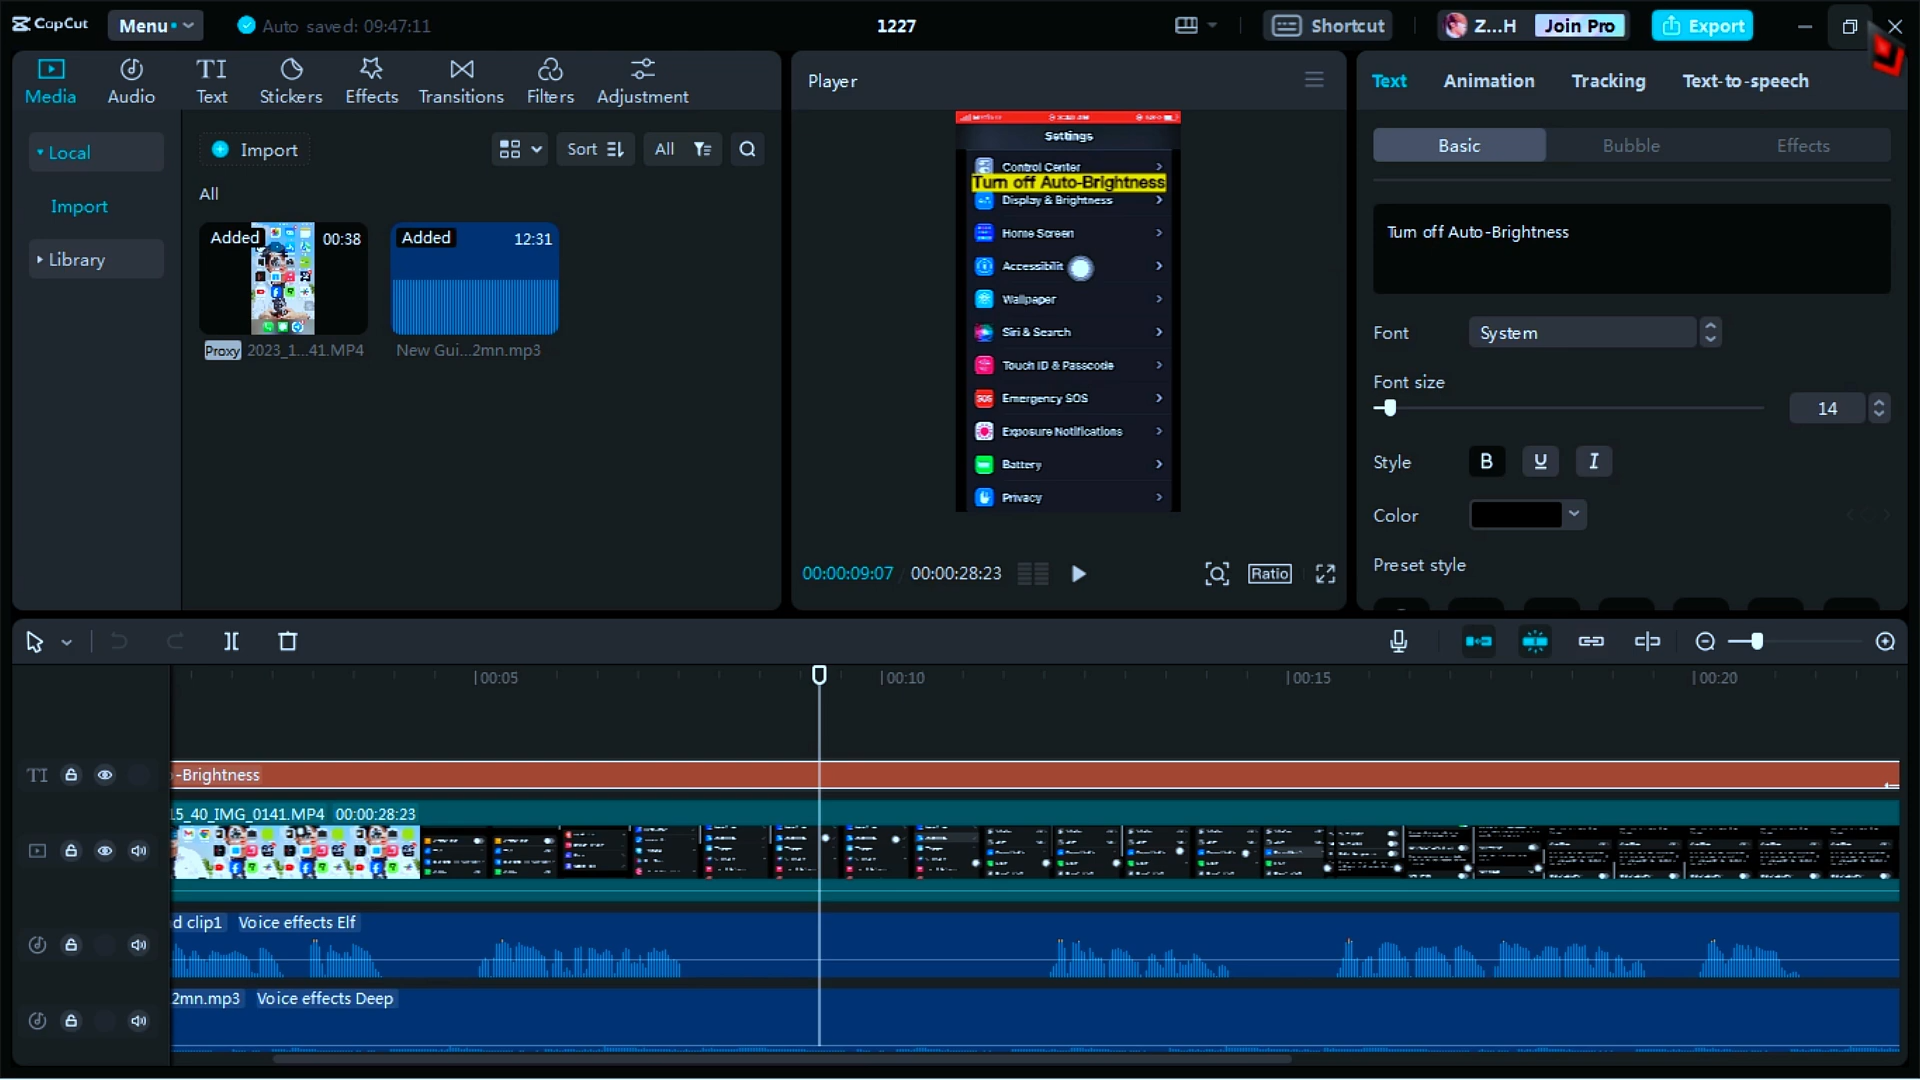 CapCut
Menu
Auto saved: 09:47:11
1227
Shortcut
Z...H
Join Pro
Export
Media
Audio
TI
Text
Stickers
Effects
Transitions
Filters
Adjustment
Local
Import
Library
Import
Sort
All
All
Added
00:38
Proxy
2023_1...41.MP4
Added
12:31
New Gui...2mn.mp3
Player
Settings
Control Center
Turn off Auto-Brightness
Display & Brightness
Home Screen
Accessibilit
Wallpaper
Siri & Search
Touch ID & Passcode
SOS
Emergency SOS
Exposure Notifications
Battery
Privacy
00:00:09:07 / 00:00:28:23
Ratio
Text
Animation
Tracking
Text-to-speech
Basic
Bubble
Effects
Turn off Auto-Brightness
Font
System
Font size
14
Style
B
U
I
Color
Preset style
00:05
00:10
00:15
00:20
TI
-Brightness
15_40_IMG_0141.MP4 00:00:28:23
d clip1 Voice effects Elf
2mn.mp3 Voice effects Deep